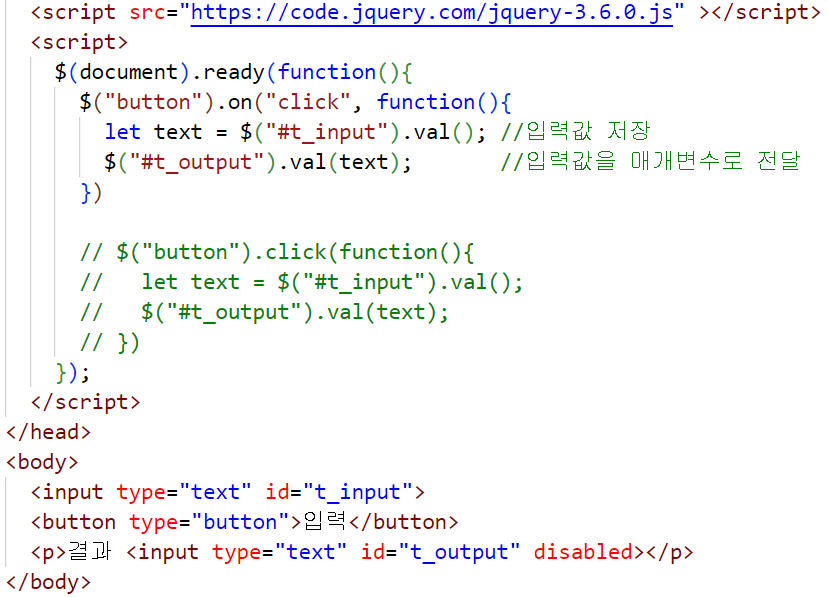 <script src="https://code.jquery.com/jquery-3.6.0.js" ></script>
<script>
$(document).ready(function(){
$("button").on("click", function(){
let text = $("#t_input").val(); //입력값 저장
$("#t_output").val(text); //입력값을 매개변수로 전달
})
// $("button").click(function(){
// let text = $("#t_input").val();
// $("#t_output").val(text);
// })
});
</script>
</head>
<body>
<input type="text" id="t_input">
<button type="button">입력</button>
<p>결과 <input type="text" id="t_output" disabled></p>
</body>